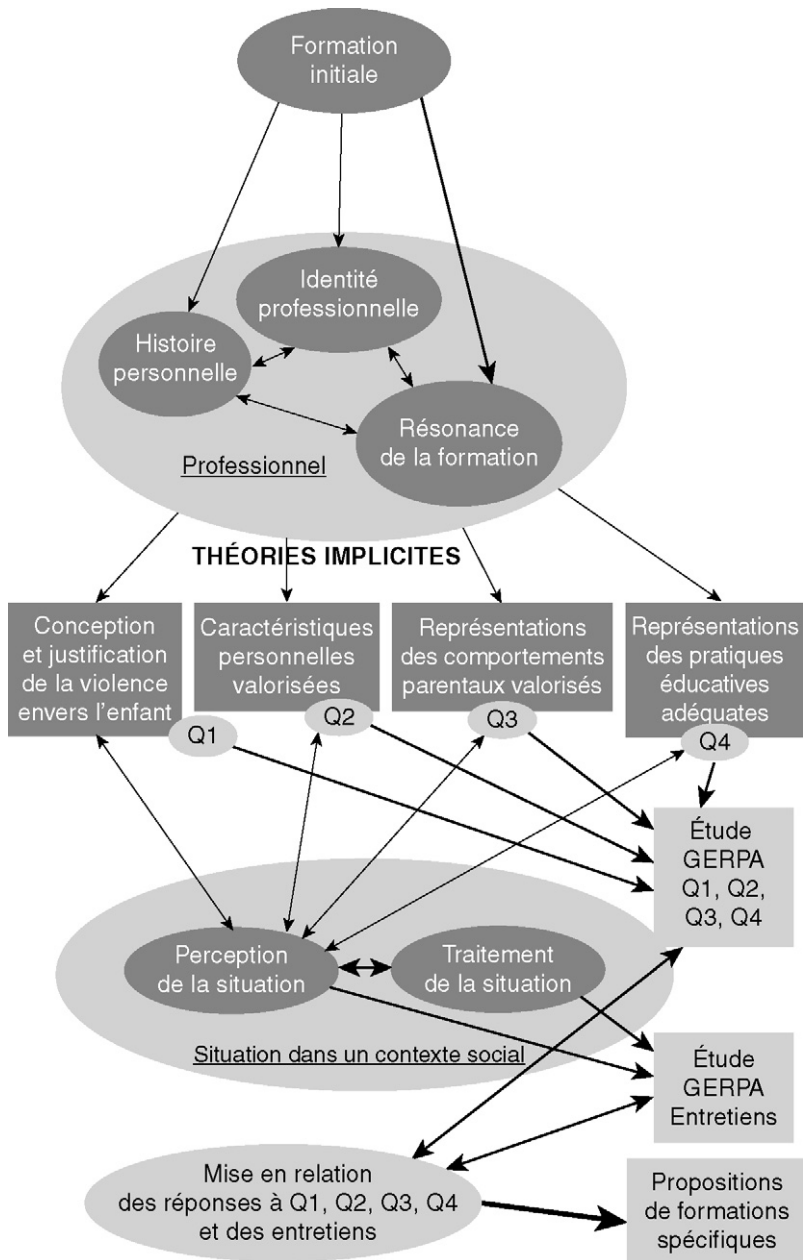 Formation
initiale
Identité
professionnelle
Histoire
personnelle
Résonance
de la formation
Professionnel
THÉORIES IMPLICITES
Conception
et justification
de la violence
envers l'enfant
Q1
Caractéristiques
personnelles
valorisées
Q2
Représentations
des comportements
parentaux valorisés
Q3
Représentations
des pratiques
éducatives
adéquates
Q4
Étude
GERPA
Q1, Q2,
Q3, Q4
Perception
de la situation
Traitement
de la situation
Situation dans un contexte social
Étude
GERPA
Entretiens
Mise en relation
des réponses à Q1, Q2, Q3, Q4
et des entretiens
Propositions
de formations
spécifiques